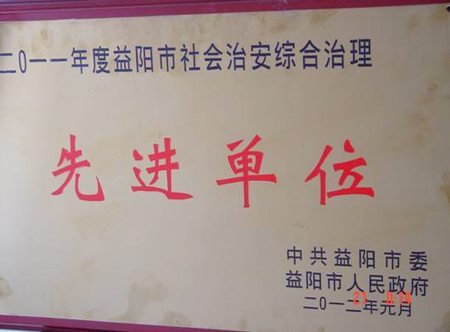 二0一一年度益阳市社会治安综合治理
先进单位
中共益阳市委
益阳市人民政府
二0一二年元月